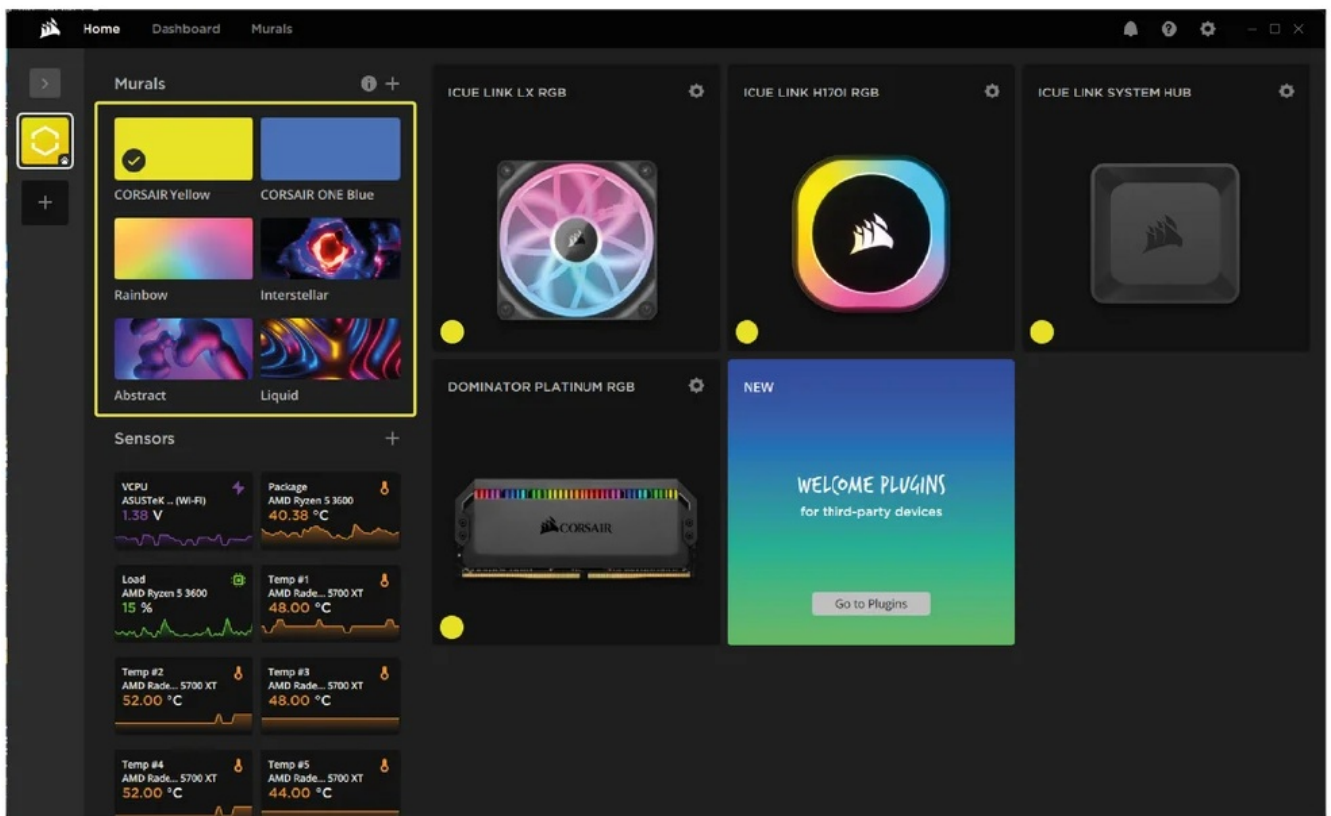 Home Dashboard Murals
Murals
CORSAIR Yellow
CORSAIR ONE Blue
Rainbow
Interstellar
Abstract
Liquid
Sensors
VCPU
ASUSTeK ... (WI-FI)
1.38 V
Package
AMD Ryzen 5 3600
40.38 °C
Load
AMD Ryzen 5 3600
15 %
Temp #1
AMD Rade... 5700 XT
48.00 °C
Temp #2
AMD Rade... 5700 XT
52.00 °C
Temp #3
AMD Rade... 5700 XT
48.00 °C
Temp #4
AMD Rade... 5700 XT
52.00 °C
Temp #5
AMD Rade... 5700 XT
44.00 °C
ICUE LINK LX RGB
ICUE LINK H170I RGB
ICUE LINK SYSTEM HUB
DOMINATOR PLATINUM RGB
CORSAIR
NEW
WELCOME PLUGINS
for third-party devices
Go to Plugins